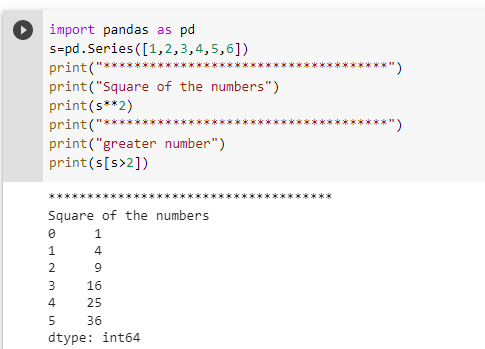 import pandas as pd
s=pd.Series([1,2,3,4,5,6])
print("*************************************")
print("Square of the numbers")
print(s**2)
print("*************************************")
print("greater number")
print(s[s>2])
*************************************
Square of the numbers
0     1
1     4
2     9
3    16
4    25
5    36
dtype: int64